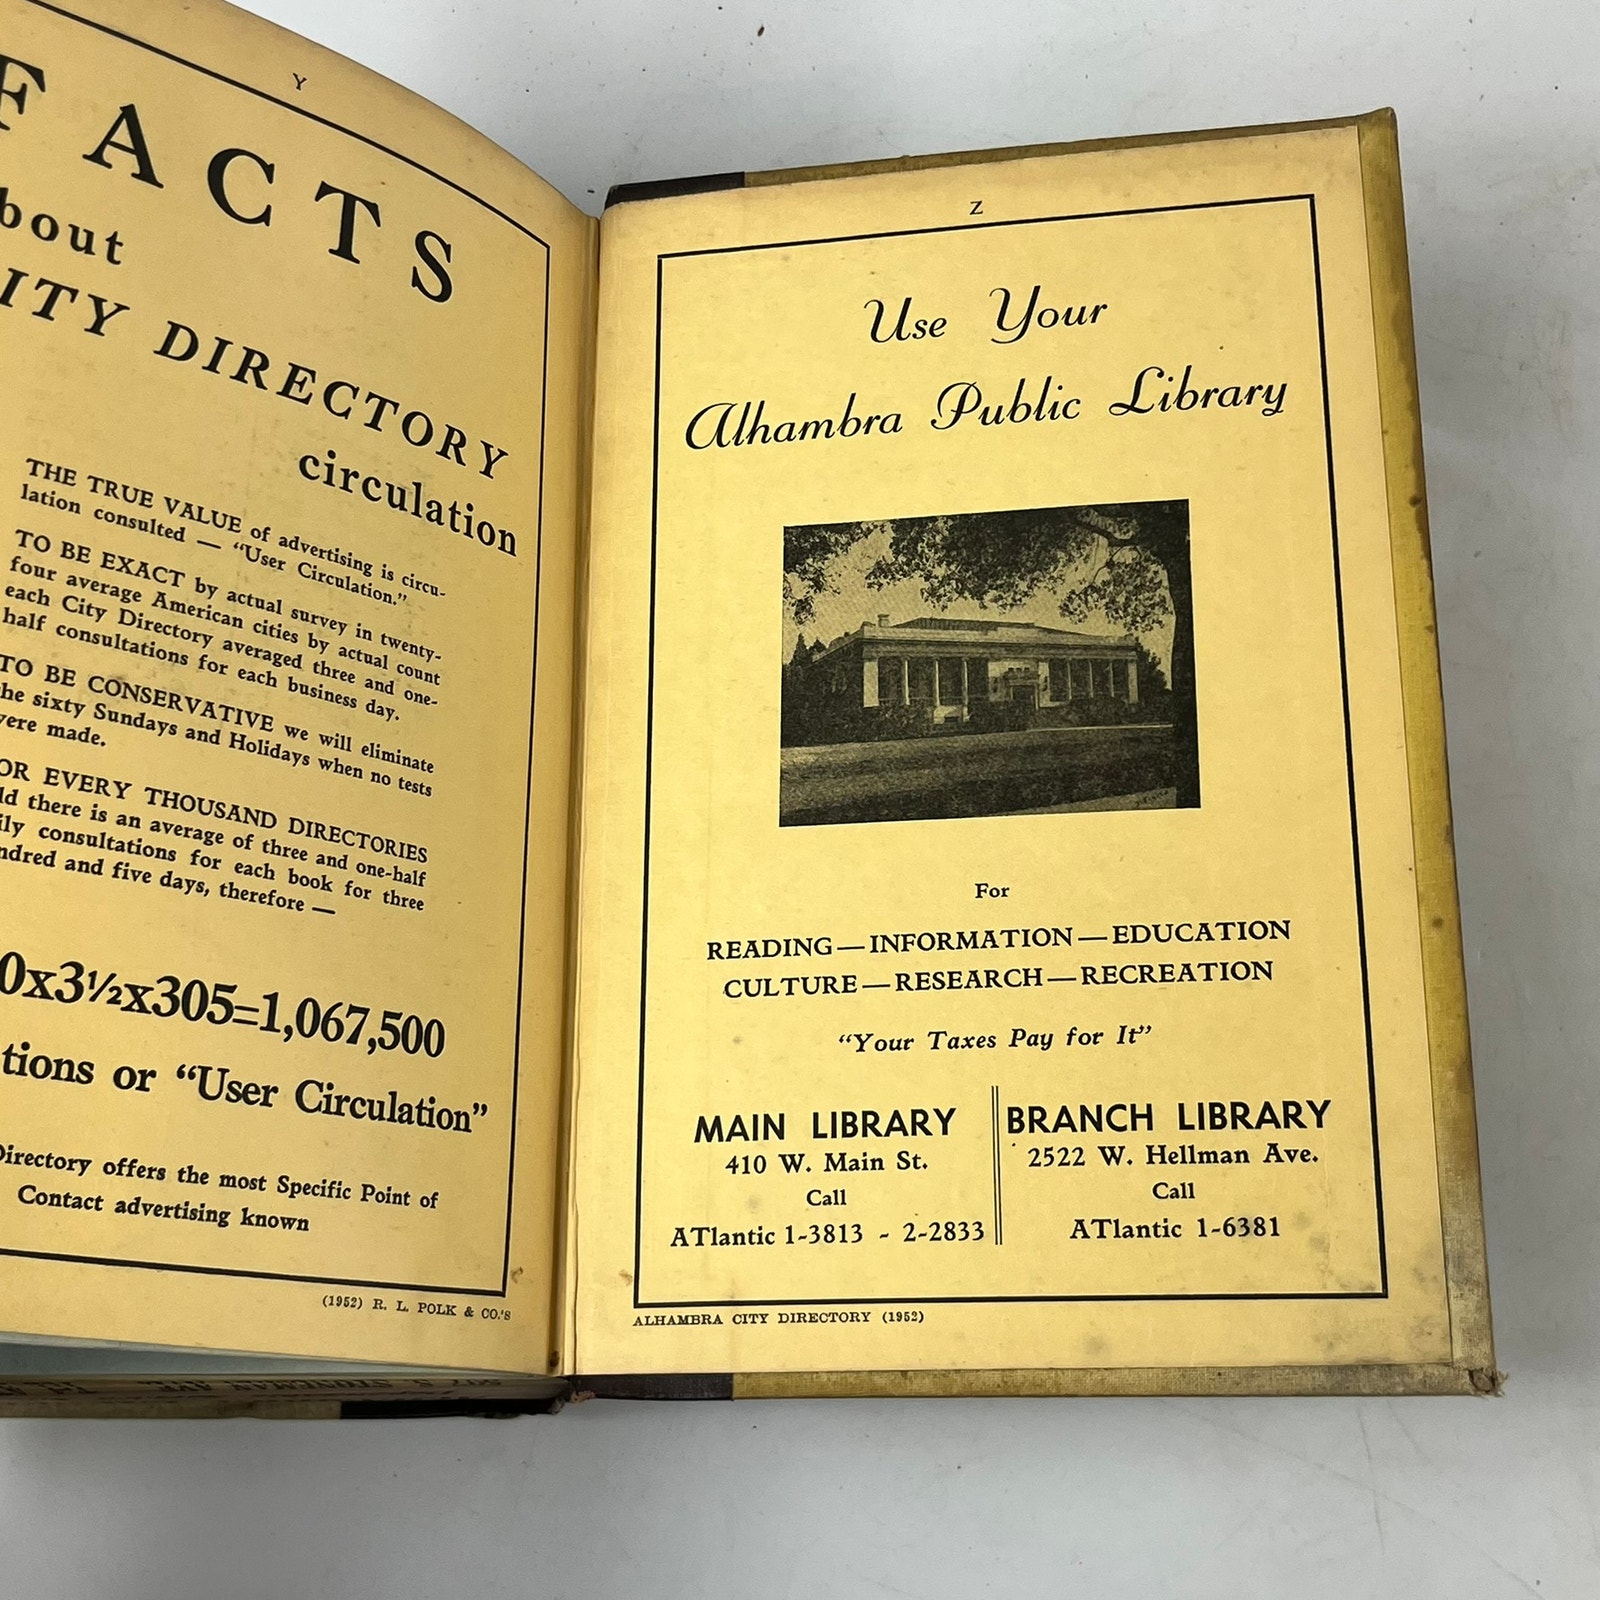 Y
FACTS
bout
ITY DIRECTORY
circulation
THE TRUE VALUE of advertising is circu-
lation consulted — “User Circulation.”
TO BE EXACT by actual survey in twenty-
four average American cities by actual count
each City Directory averaged three and one-
half consultations for each business day.
TO BE CONSERVATIVE we will eliminate
he sixty Sundays and Holidays when no tests
were made.
OR EVERY THOUSAND DIRECTORIES
ld there is an average of three and one-half
ily consultations for each book for three
ndred and five days, therefore —
0x3½x305=1,067,500
tions or “User Circulation”
Directory offers the most Specific Point of
Contact advertising known
(1952) R. L. POLK & CO.'S
Z
Use Your
Alhambra Public Library
For
READING—INFORMATION—EDUCATION
CULTURE—RESEARCH—RECREATION
“Your Taxes Pay for It”
MAIN LIBRARY
410 W. Main St.
Call
ATlantic 1-3813 - 2-2833
BRANCH LIBRARY
2522 W. Hellman Ave.
Call
ATlantic 1-6381
ALHAMBRA CITY DIRECTORY (1952)
STONEMAN AVE.